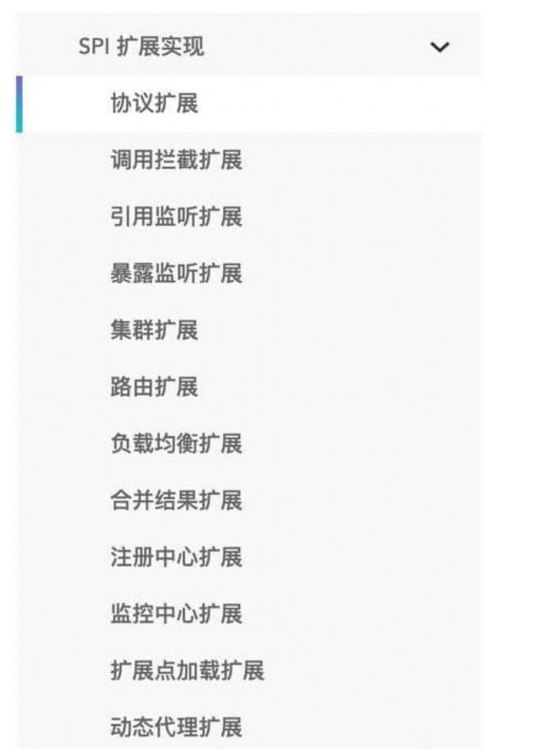 SPI 扩展实现
协议扩展
调用拦截扩展
引用监听扩展
暴露监听扩展
集群扩展
路由扩展
负载均衡扩展
合并结果扩展
注册中心扩展
监控中心扩展
扩展点加载扩展
动态代理扩展